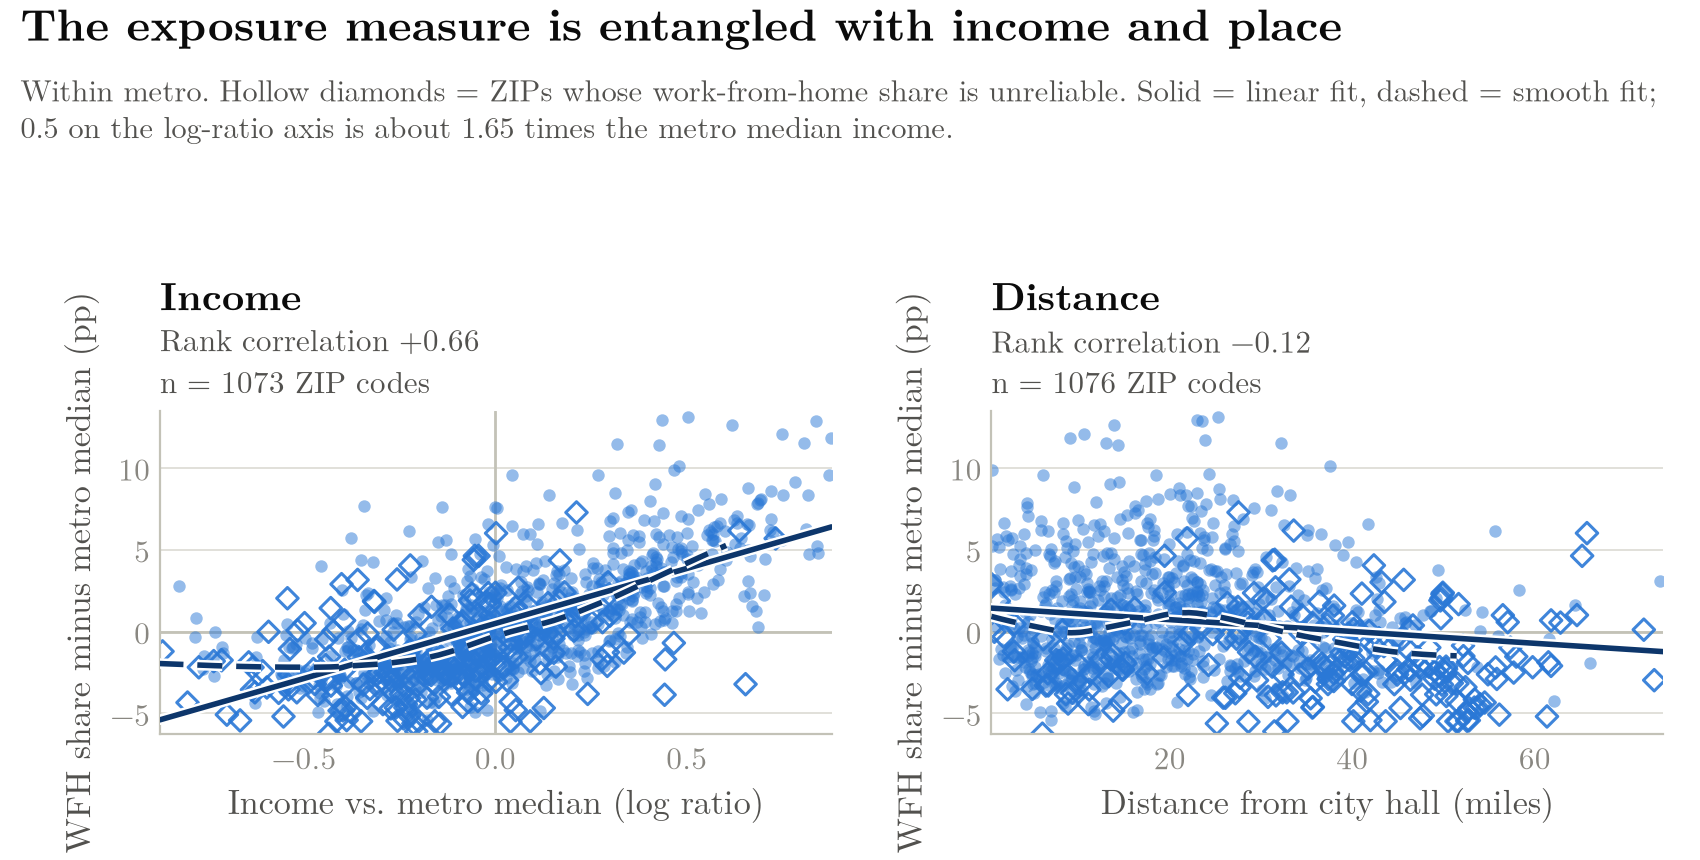 The exposure measure is entangled with income and place
Within metro. Hollow diamonds = ZIPs whose work-from-home share is unreliable. Solid = linear fit, dashed = smooth fit;
0.5 on the log-ratio axis is about 1.65 times the metro median income.
Income
Rank correlation +0.66
n = 1073 ZIP codes
WFH share minus metro median (pp)
10
5
0
−5
−0.5
0.0
0.5
Income vs. metro median (log ratio)
Distance
Rank correlation −0.12
n = 1076 ZIP codes
WFH share minus metro median (pp)
10
5
0
−5
20
40
60
Distance from city hall (miles)